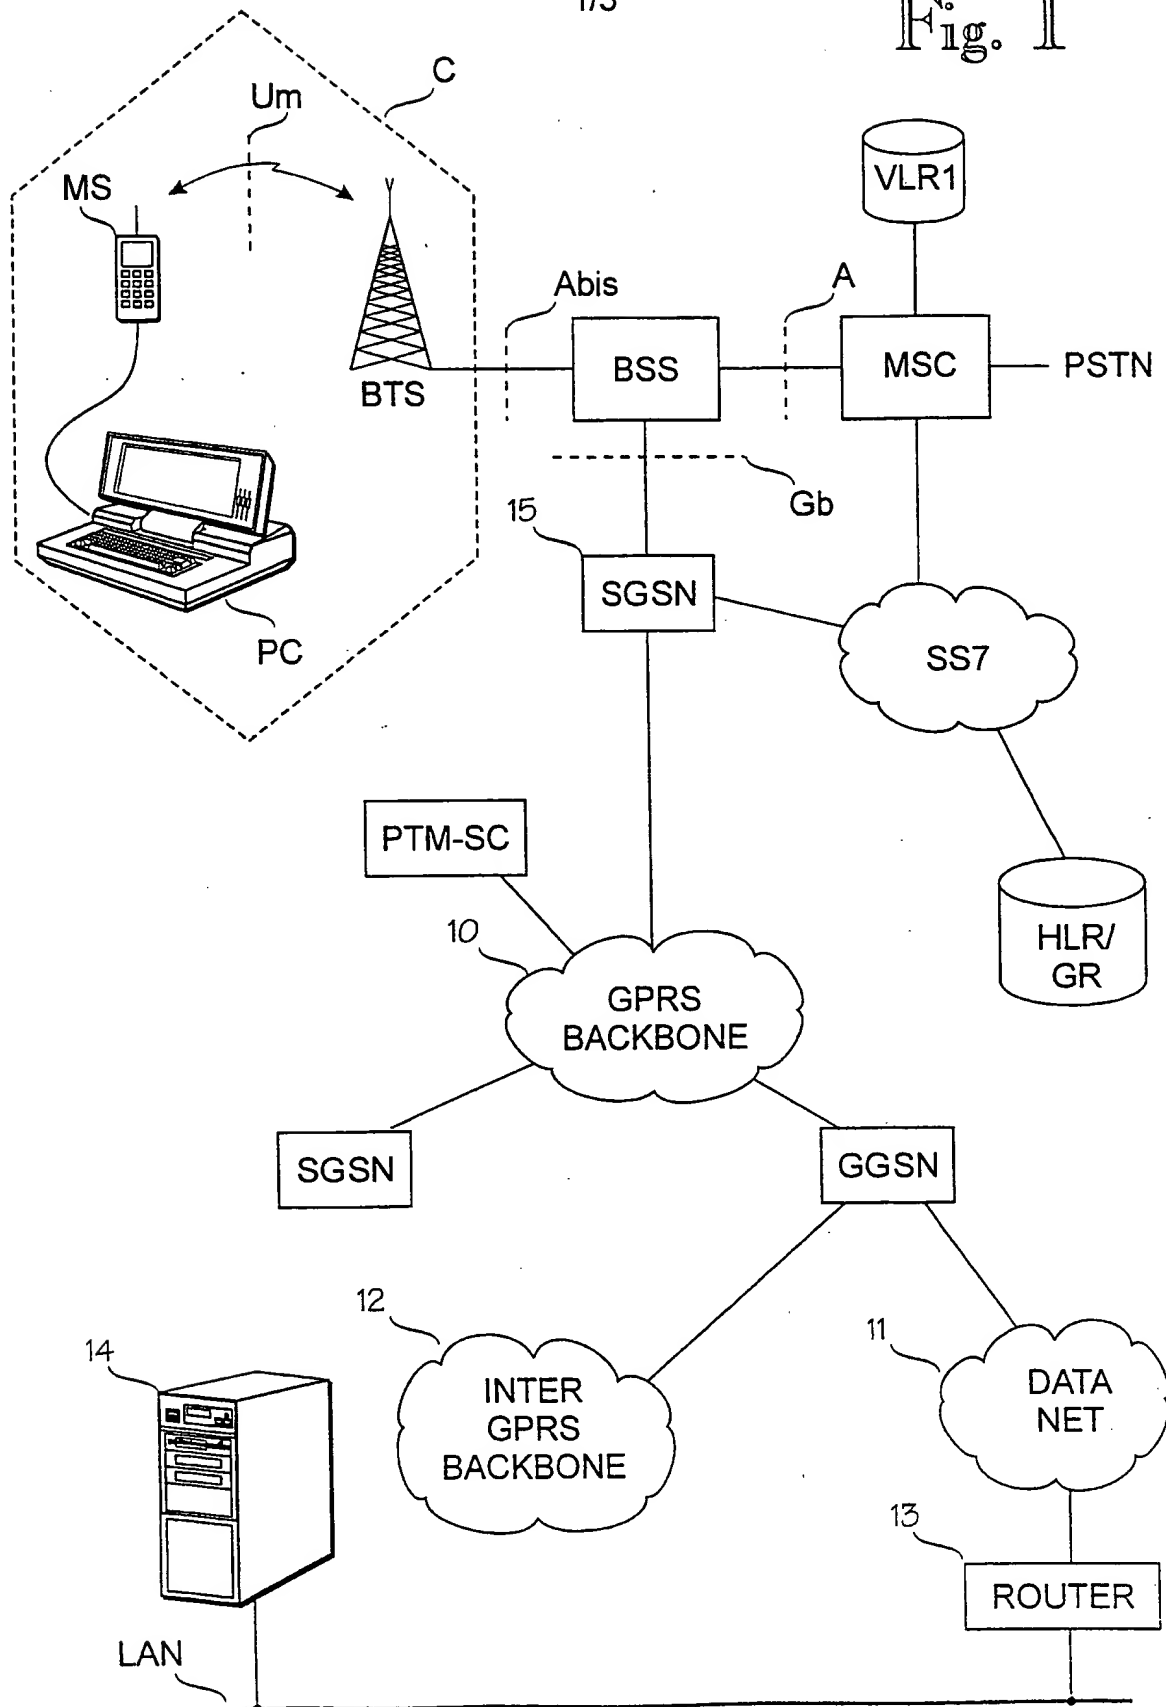 1/3
Fig. 1
C
Um
MS
VLR1
Abis
A
BSS
MSC
PSTN
BTS
Gb
15
SGSN
SS7
PC
PTM-SC
10
GPRS
BACKBONE
HLR/
GR
SGSN
GGSN
12
11
14
INTER
GPRS
BACKBONE
DATA
NET
13
ROUTER
LAN